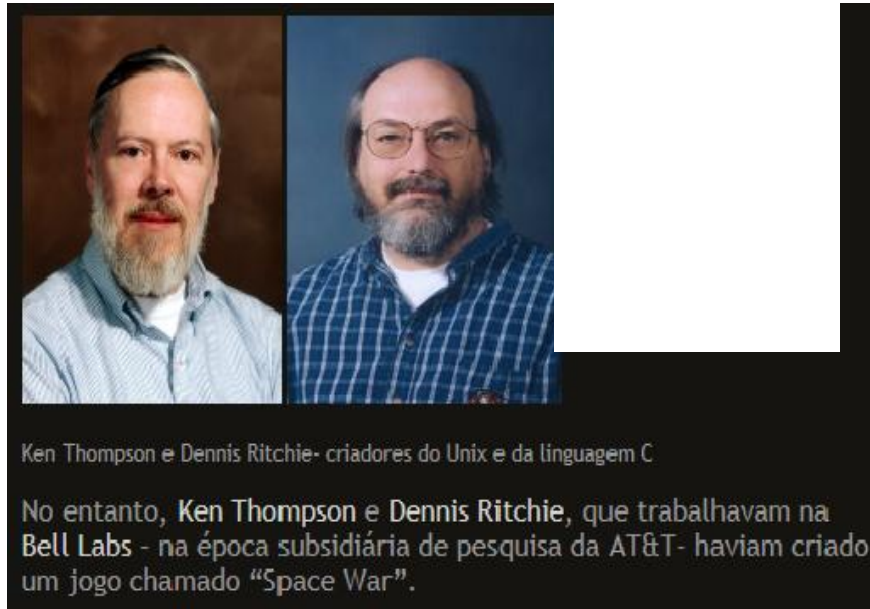 Ken Thompson e Dennis Ritchie- criadores do Unix e da linguagem C
No entanto, Ken Thompson e Dennis Ritchie, que trabalhavam na
Bell Labs - na época subsidiária de pesquisa da AT&T- haviam criado
um jogo chamado “Space War”.